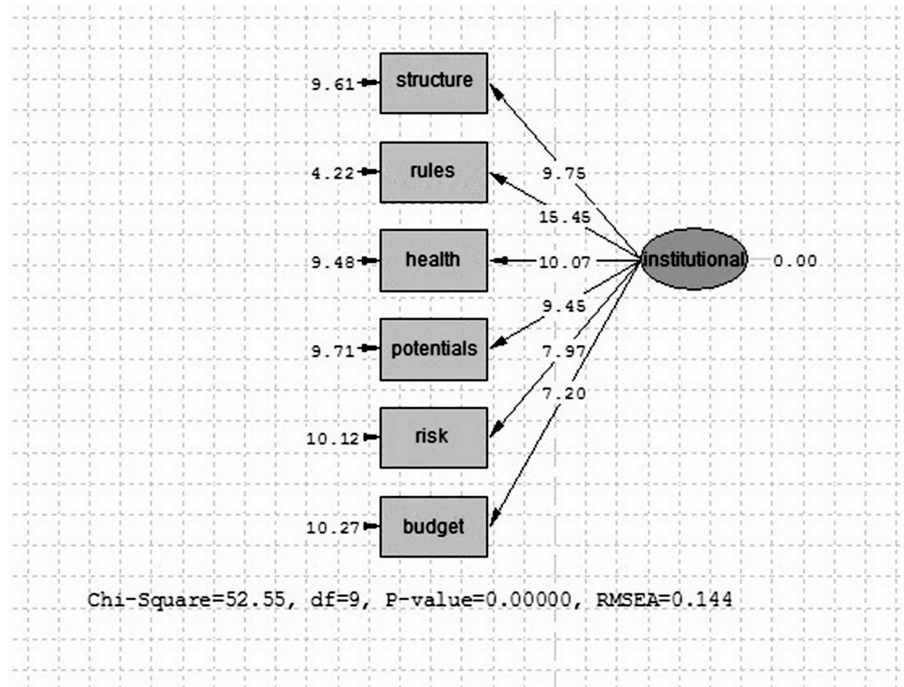 9.61 structure
9.75
4.22 rules
15.45
9.48 health 10.07 institutional 0.00
9.45
9.71 potentials
7.97
7.20
10.12 risk
10.27 budget
Chi-Square=52.55, df=9, P-value=0.00000, RMSEA=0.144